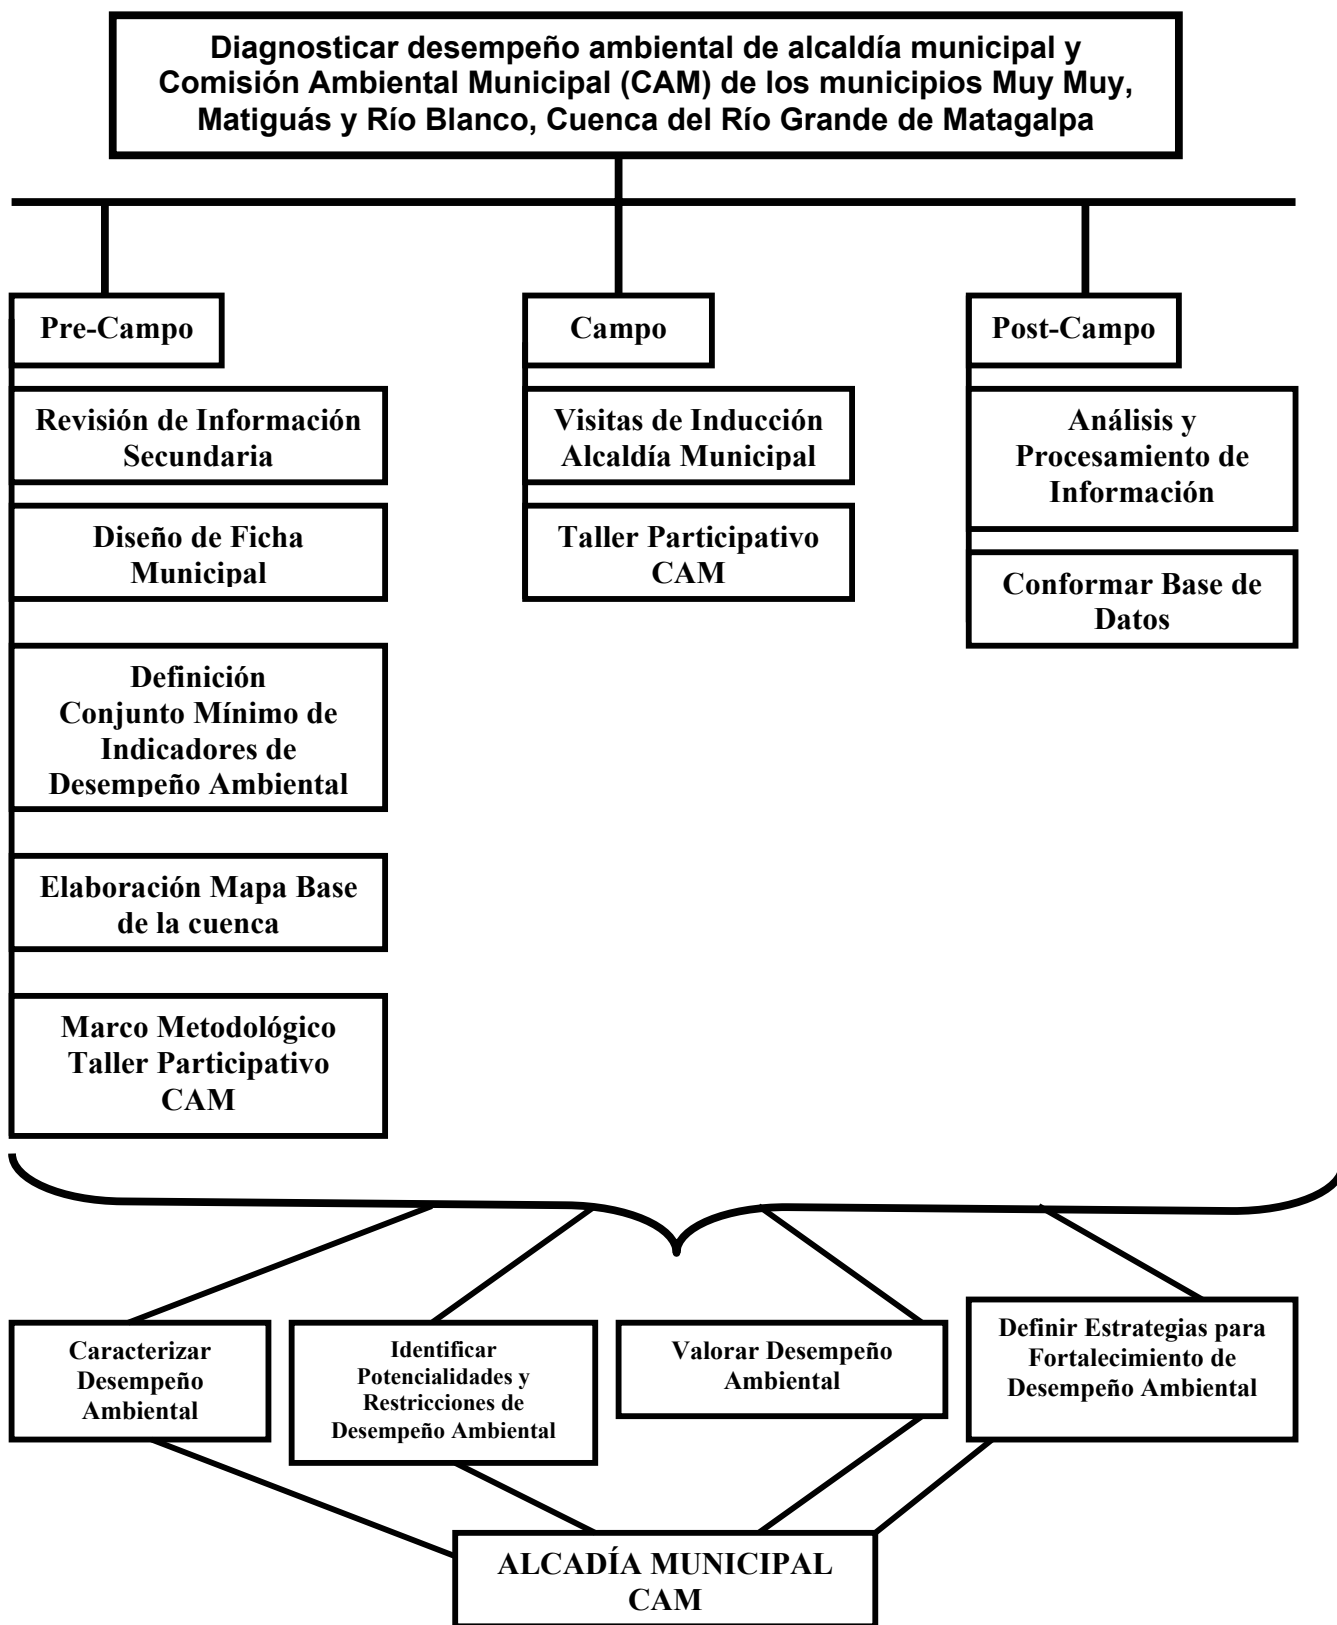 Diagnosticar desempeño ambiental de alcaldía municipal y
Comisión Ambiental Municipal (CAM) de los municipios Muy Muy,
Matiguás y Río Blanco, Cuenca del Río Grande de Matagalpa
Pre-Campo
Revisión de Información
Secundaria
Diseño de Ficha
Municipal
Definición
Conjunto Mínimo de
Indicadores de
Desempeño Ambiental
Elaboración Mapa Base
de la cuenca
Marco Metodológico
Taller Participativo
CAM
Campo
Visitas de Inducción
Alcaldía Municipal
Taller Participativo
CAM
Post-Campo
Análisis y
Procesamiento de
Información
Conformar Base de
Datos
Caracterizar
Desempeño
Ambiental
Identificar
Potencialidades y
Restricciones de
Desempeño Ambiental
Valorar Desempeño
Ambiental
Definir Estrategias para
Fortalecimiento de
Desempeño Ambiental
ALCADÍA MUNICIPAL
CAM